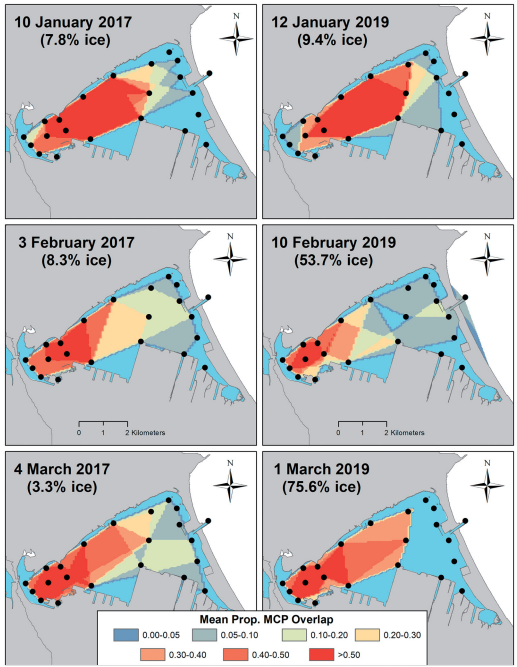 10 January 2017
(7.8% ice)
N
12 January 2019
(9.4% ice)
N
3 February 2017
(8.3% ice)
N
0 1 2 Kilometers
10 February 2019
(53.7% ice)
N
0 1 2 Kilometers
4 March 2017
(3.3% ice)
N
1 March 2019
(75.6% ice)
N
Mean Prop. MCP Overlap
0.00-0.05 0.05-0.10 0.10-0.20 0.20-0.30
0.30-0.40 0.40-0.50 >0.50